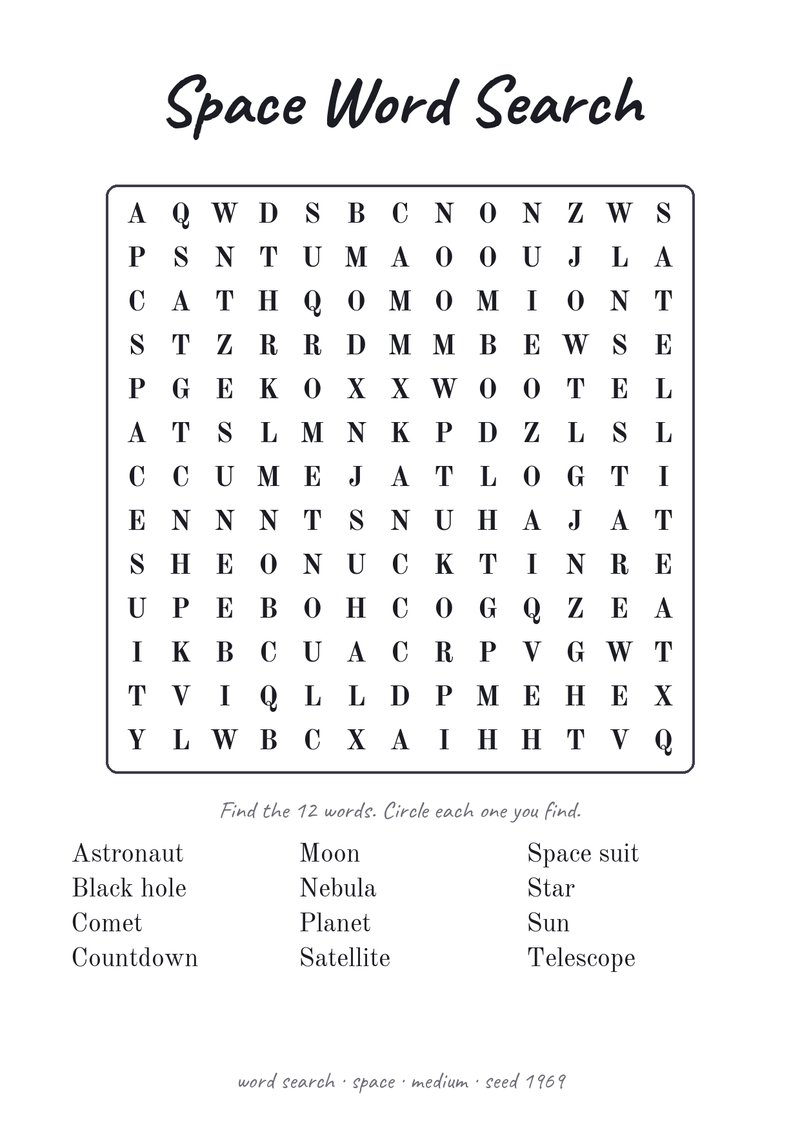 Space Word Search
A Q W D S B C N O N Z W S
P S N T U M A O O U J L A
C A T H Q O M O M I O N T
S T Z R R D M M B E W S E
P G E K O X X W O O T E L
A T S L M N K P D Z L S L
C C U M E J A T L O G T I
E N N N T S N U H A J A T
S H E O N U C K T I N R E
U P E B O H C O G Q Z E A
I K B C U A C R P V G W T
T V I Q L L D P M E H E X
Y L W B C X A I H H T V Q
Find the 12 words. Circle each one you find.
Astronaut Moon Space suit
Black hole Nebula Star
Comet Planet Sun
Countdown Satellite Telescope
word search · space · medium · seed 1969